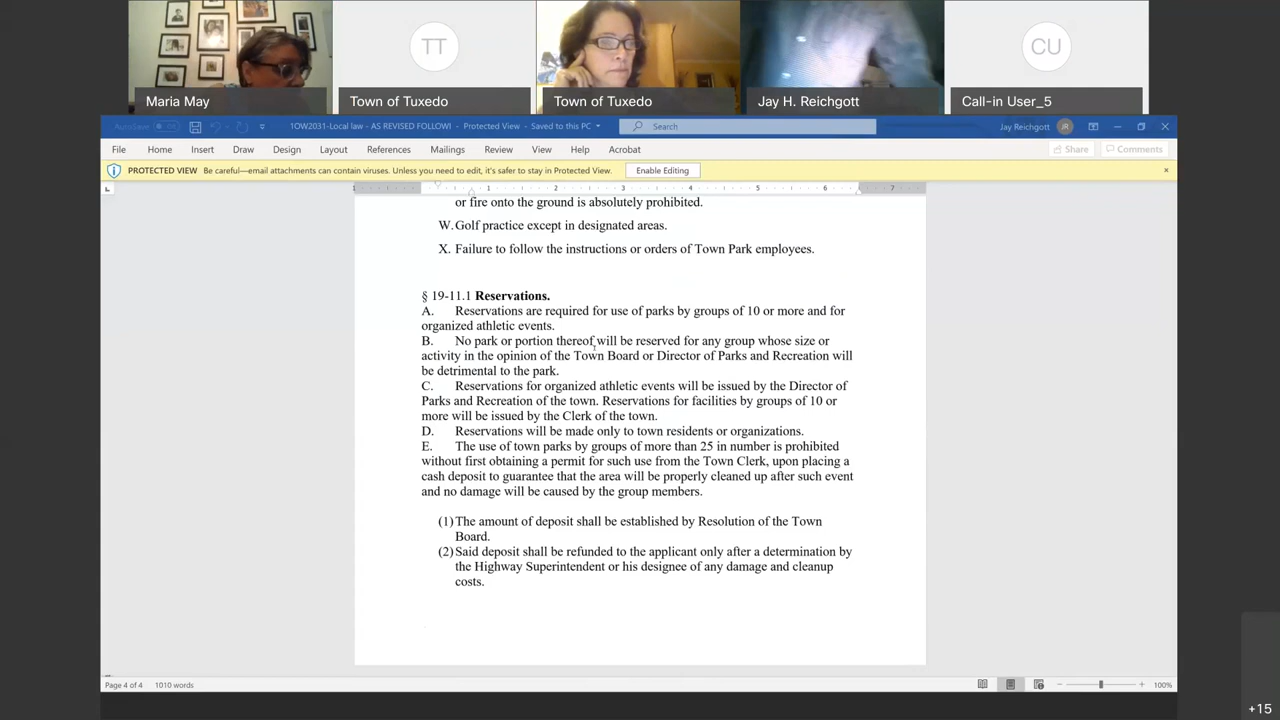 TT
CU
Maria May
Town of Tuxedo
Town of Tuxedo
Jay H. Reichgott
Call-in User_5
AutoSave
1OW2031-Local law - AS REVISED FOLLOWI - Protected View - Saved to this PC
Search
Jay Reichgott
JR
File Home Insert Draw Design Layout References Mailings Review View Help Acrobat
Share Comments
PROTECTED VIEW Be careful—email attachments can contain viruses. Unless you need to edit, it's safer to stay in Protected View. Enable Editing
1 1 2 3 4 5 6 7
or fire onto the ground is absolutely prohibited.
W. Golf practice except in designated areas.
X. Failure to follow the instructions or orders of Town Park employees.
§ 19-11.1 Reservations.
A. Reservations are required for use of parks by groups of 10 or more and for
organized athletic events.
B. No park or portion thereof will be reserved for any group whose size or
activity in the opinion of the Town Board or Director of Parks and Recreation will
be detrimental to the park.
C. Reservations for organized athletic events will be issued by the Director of
Parks and Recreation of the town. Reservations for facilities by groups of 10 or
more will be issued by the Clerk of the town.
D. Reservations will be made only to town residents or organizations.
E. The use of town parks by groups of more than 25 in number is prohibited
without first obtaining a permit for such use from the Town Clerk, upon placing a
cash deposit to guarantee that the area will be properly cleaned up after such event
and no damage will be caused by the group members.
(1) The amount of deposit shall be established by Resolution of the Town
Board.
(2) Said deposit shall be refunded to the applicant only after a determination by
the Highway Superintendent or his designee of any damage and cleanup
costs.
Page 4 of 4 1010 words
100%
+15